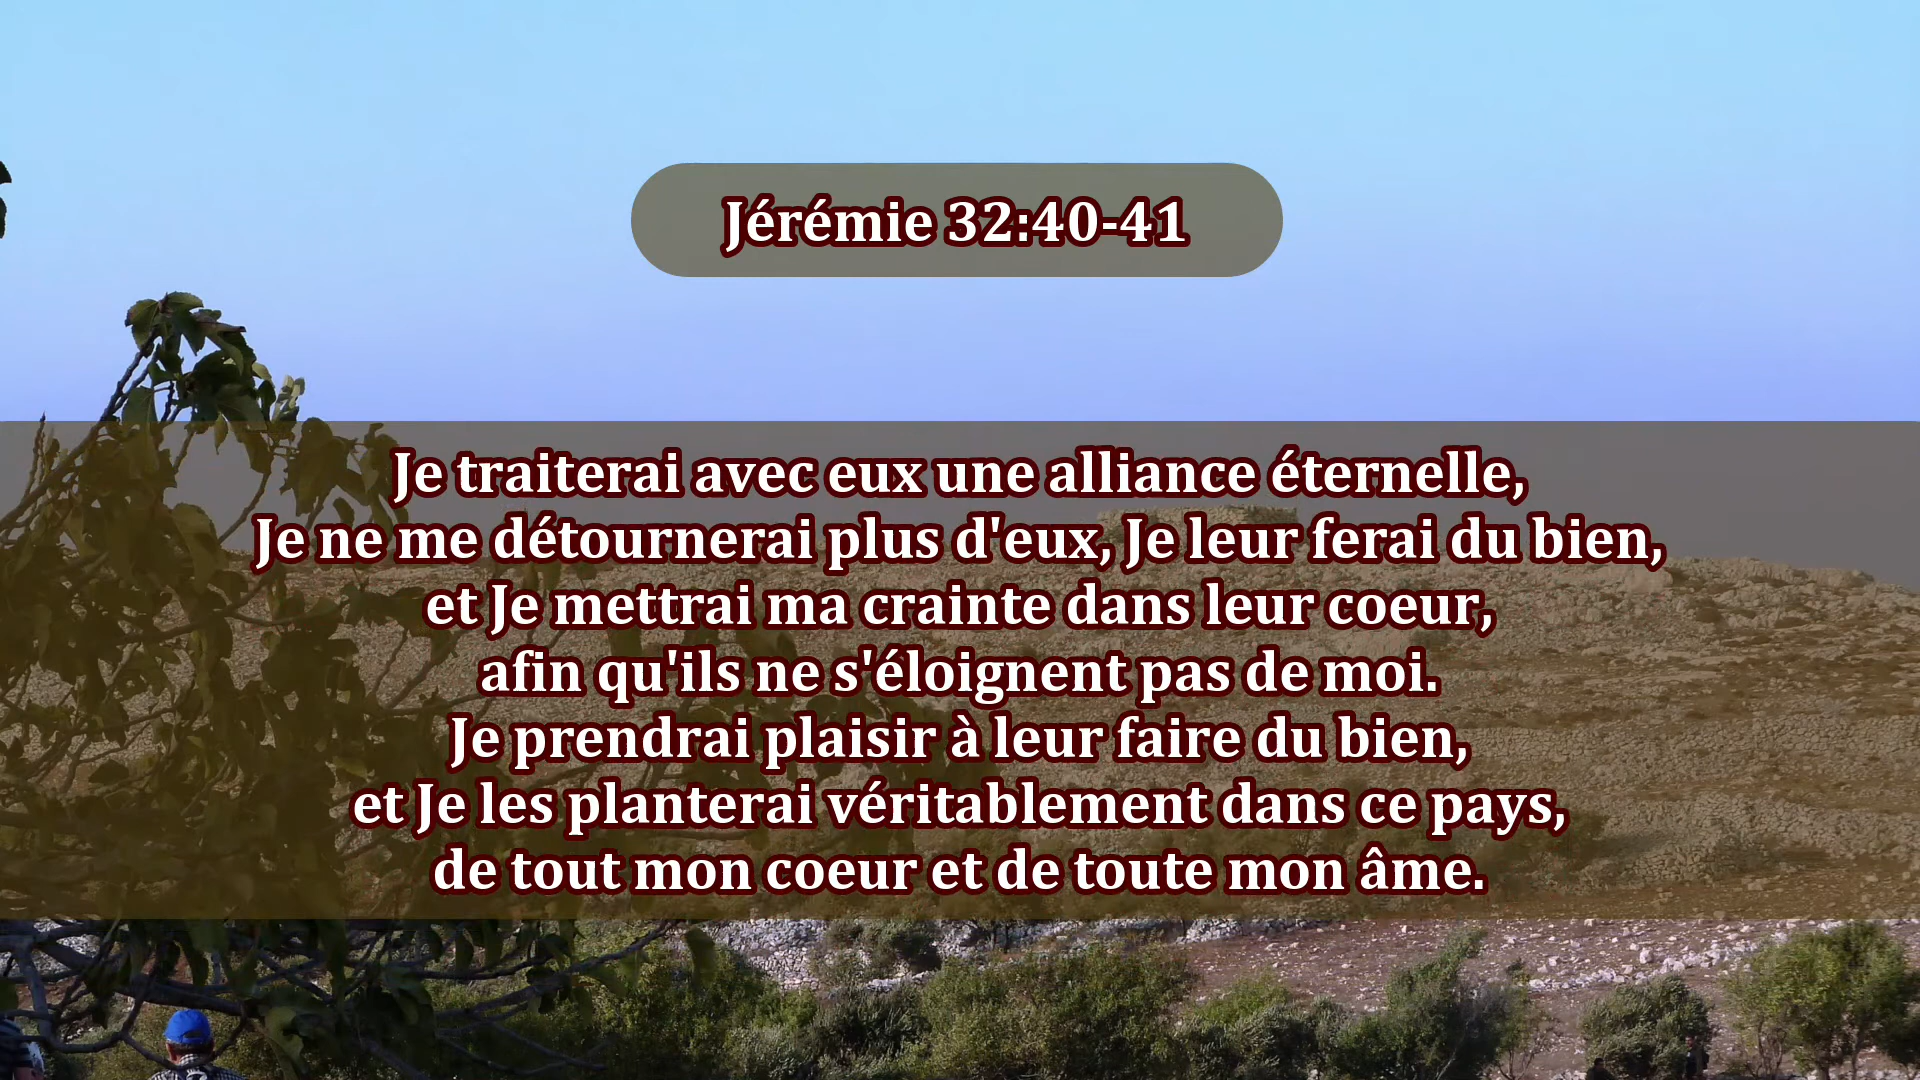 Jérémie 32:40-41
Je traiterai avec eux une alliance éternelle,
Je ne me détournerai plus d'eux, Je leur ferai du bien,
et Je mettrai ma crainte dans leur coeur,
afin qu'ils ne s'éloignent pas de moi.
Je prendrai plaisir à leur faire du bien,
et Je les planterai véritablement dans ce pays,
de tout mon coeur et de toute mon âme.